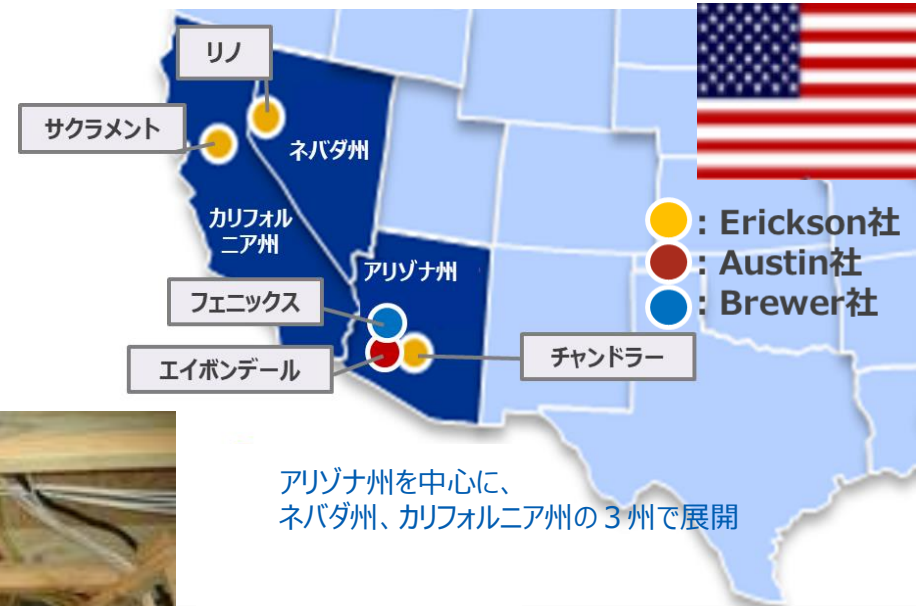 リノ
サクラメント
ネバダ州
カリフォル
ニア州
: Erickson社
: Austin社
: Brewer社
アリゾナ州
フェニックス
エイボンデール
チャンドラー
アリゾナ州を中心に、
ネバダ州、カリフォルニア州の3州で展開